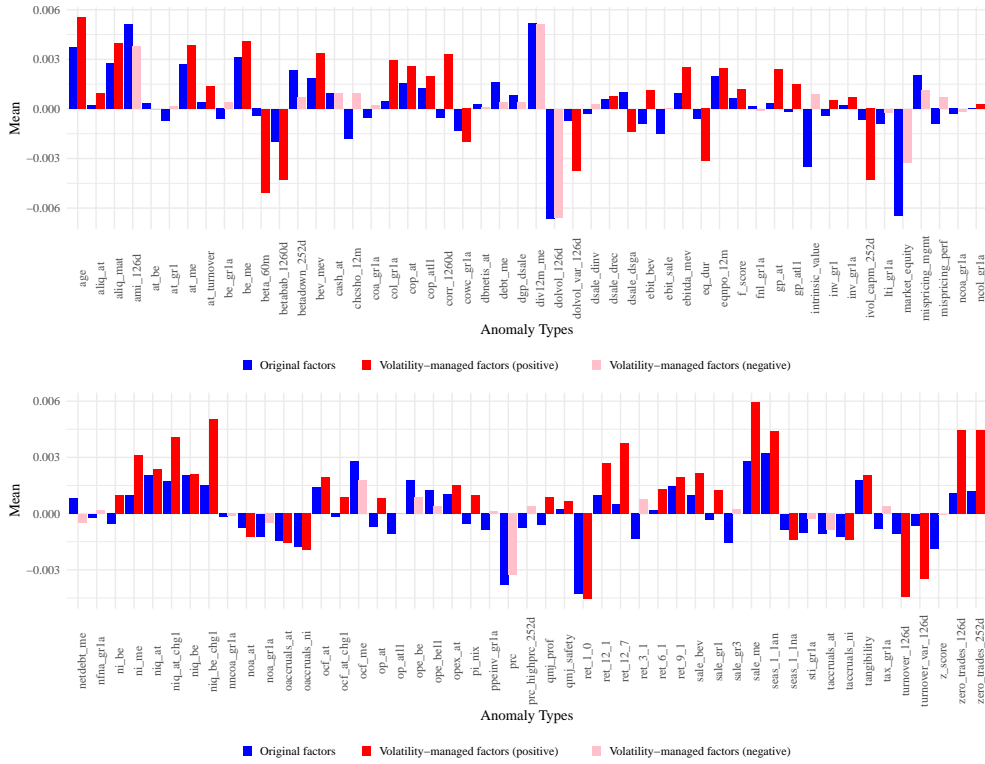 0.006
0.003
0.000
−0.003
−0.006
Mean
age
aliq_at
aliq_mat
ami_126d
at_be
at_gr1
at_me
at_turnover
be_gr1a
be_me
beta_60m
betabab_1260d
betadown_252d
bev_mev
cash_at
chcsho_12m
coa_gr1a
col_gr1a
cop_at
cop_atl1
corr_1260d
cowc_gr1a
dbnetis_at
debt_me
dgp_dsale
div12m_me
dolvol_126d
dolvol_var_126d
dsale_dinv
dsale_drec
dsale_dsga
ebit_bev
ebit_sale
ebitda_mev
eq_dur
eqnpo_12m
f_score
fnl_gr1a
gp_at
gp_atl1
intrinsic_value
inv_gr1
inv_gr1a
ivol_capm_252d
lti_gr1a
market_equity
mispricing_mgmt
mispricing_perf
ncoa_gr1a
ncol_gr1a
Anomaly Types
Original factors Volatility−managed factors (positive) Volatility−managed factors (negative)
0.006
0.003
0.000
−0.003
Mean
netdebt_me
nfna_gr1a
ni_be
ni_me
niq_at
niq_at_chg1
niq_be
niq_be_chg1
nncoa_gr1a
noa_at
noa_gr1a
oaccruals_at
oaccruals_ni
ocf_at
ocf_at_chg1
ocf_me
op_at
op_atl1
ope_be
ope_bel1
opex_at
pi_nix
ppeinv_gr1a
prc
prc_highprc_252d
qmj_prof
qmj_safety
ret_1_0
ret_12_1
ret_12_7
ret_3_1
ret_6_1
ret_9_1
sale_bev
sale_gr1
sale_gr3
sale_me
seas_1_1an
seas_1_1na
sti_gr1a
taccruals_at
taccruals_ni
tangibility
tax_gr1a
turnover_126d
turnover_var_126d
z_score
zero_trades_126d
zero_trades_252d
Anomaly Types
Original factors Volatility−managed factors (positive) Volatility−managed factors (negative)